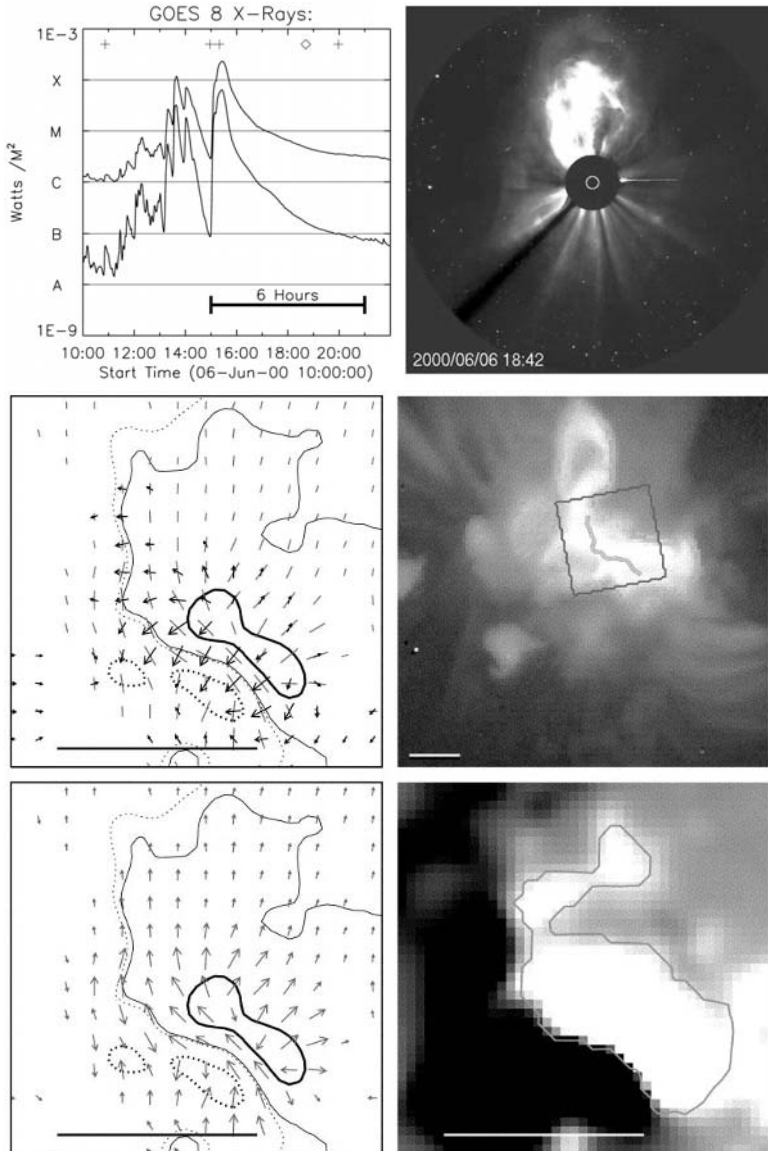 GOES 8 X-Rays:
1E-3
X
M
C
B
A
1E-9
Watts /M²
6 Hours
10:00 12:00 14:00 16:00 18:00 20:00
Start Time (06-Jun-00 10:00:00)
2000/06/06 18:42